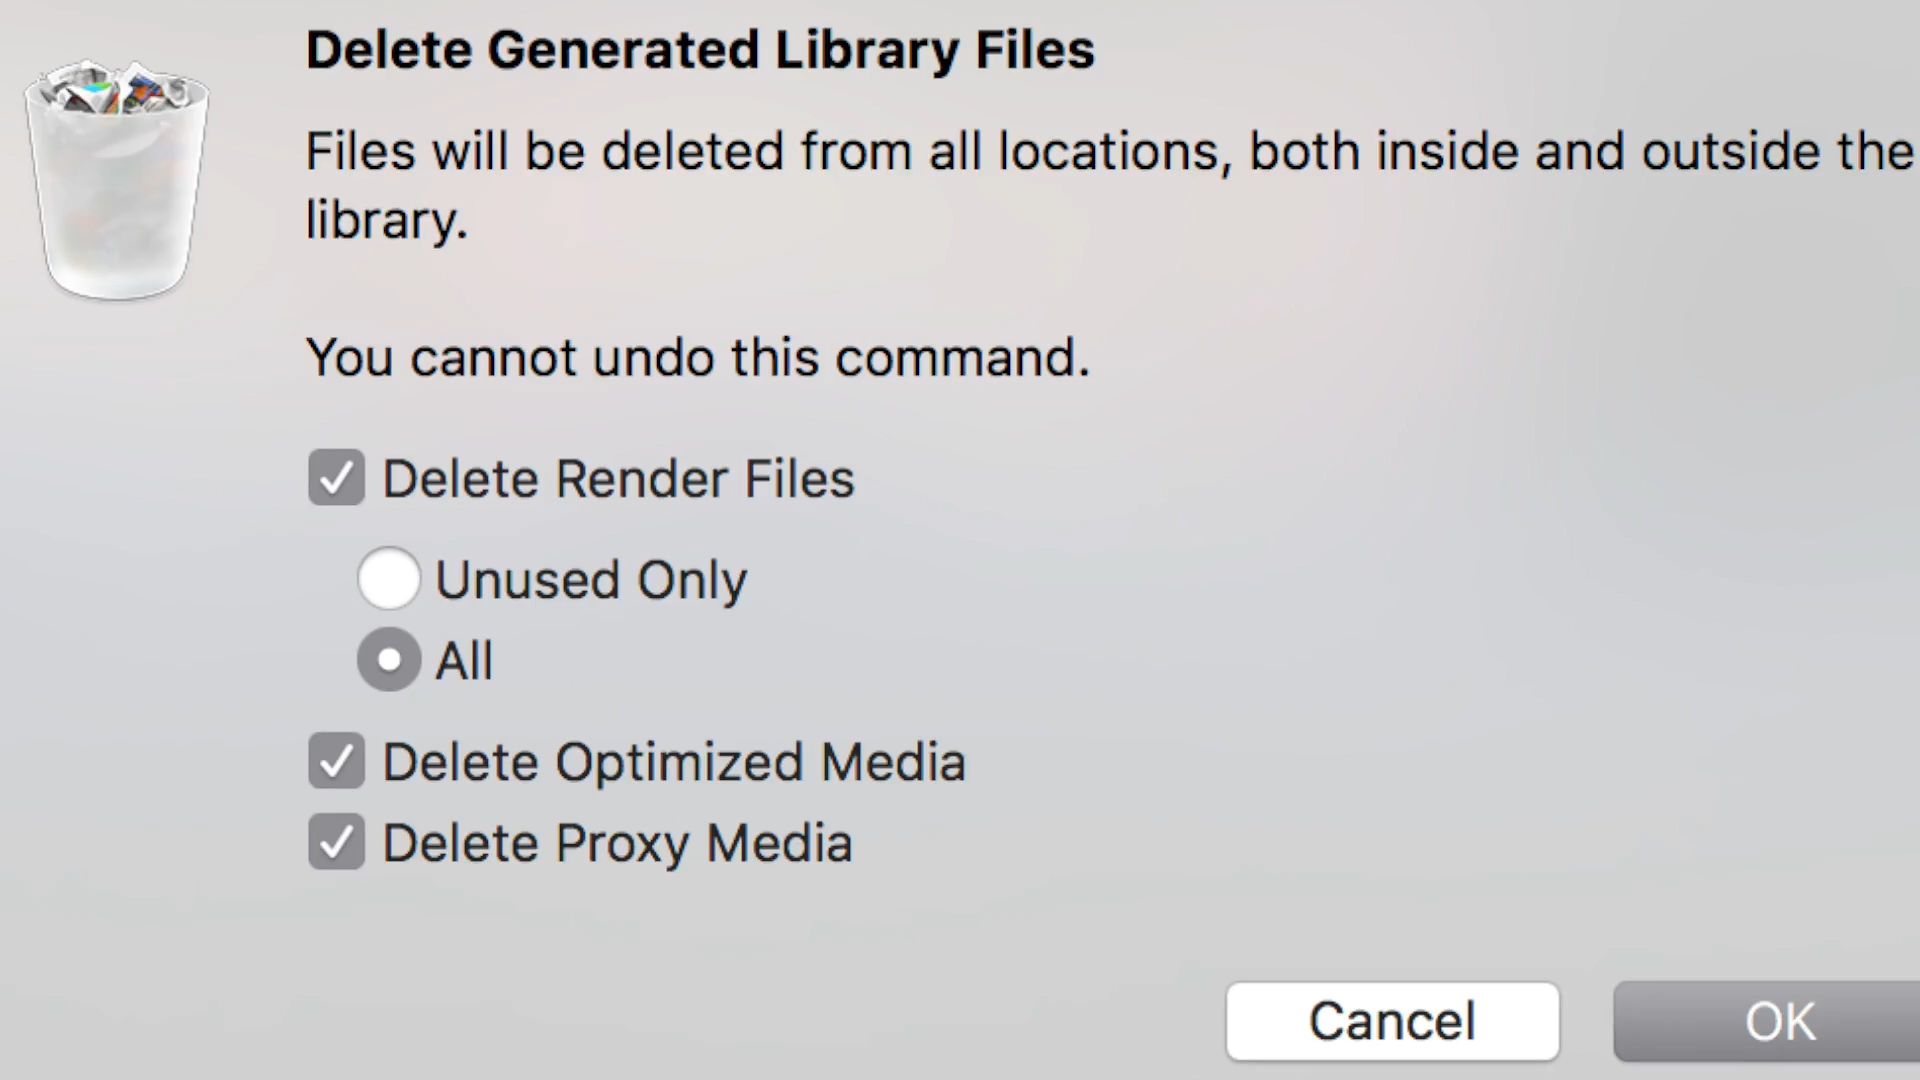 Delete Generated Library Files
Files will be deleted from all locations, both inside and outside the
library.
You cannot undo this command.
Delete Render Files
Unused Only
All
Delete Optimized Media
Delete Proxy Media
Cancel
OK